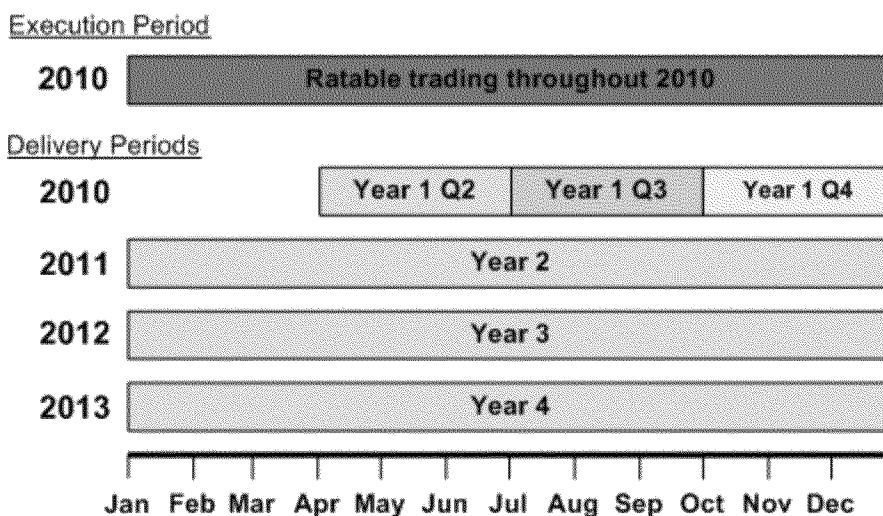 Execution Period
2010 Ratable trading throughout 2010
Delivery Periods
2010 Year 1 Q2 Year 1 Q3 Year 1 Q4
2011 Year 2
2012 Year 3
2013 Year 4
Jan Feb Mar Apr May Jun Jul Aug Sep Oct Nov Dec